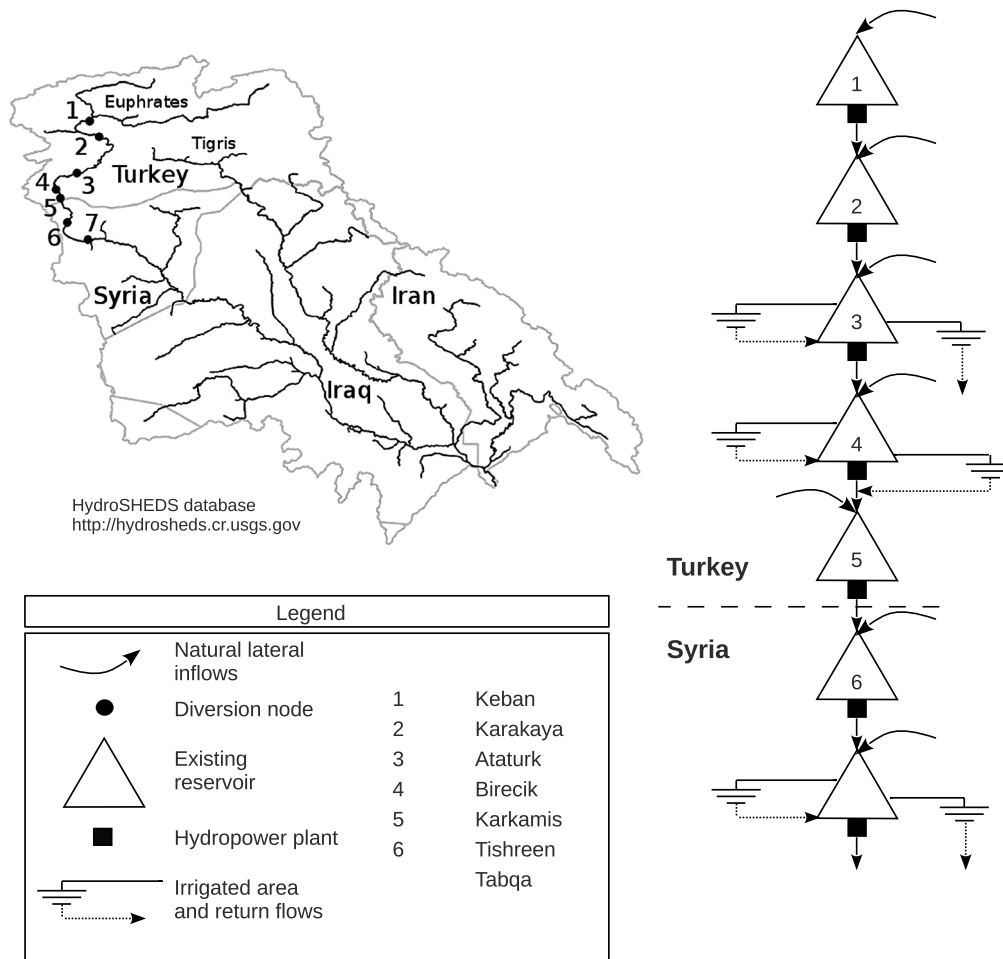 Euphrates
1
2
Tigris
Turkey
3
4
5
6
7
Syria
Iran
Iraq
HydroSHEDS database
http://hydrosheds.cr.usgs.gov
Legend
Natural lateral
inflows
Diversion node
Existing
reservoir
Hydropower plant
Irrigated area
and return flows
1 Keban
2 Karakaya
3 Ataturk
4 Birecik
5 Karkamis
6 Tishreen
Tabqa
1
2
3
4
5
Turkey
Syria
6